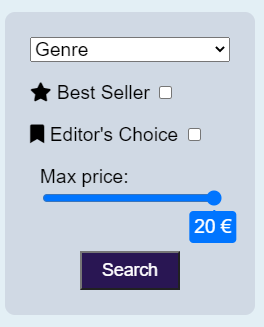 Genre
Best Seller
Editor's Choice
Max price:
20 €
Search